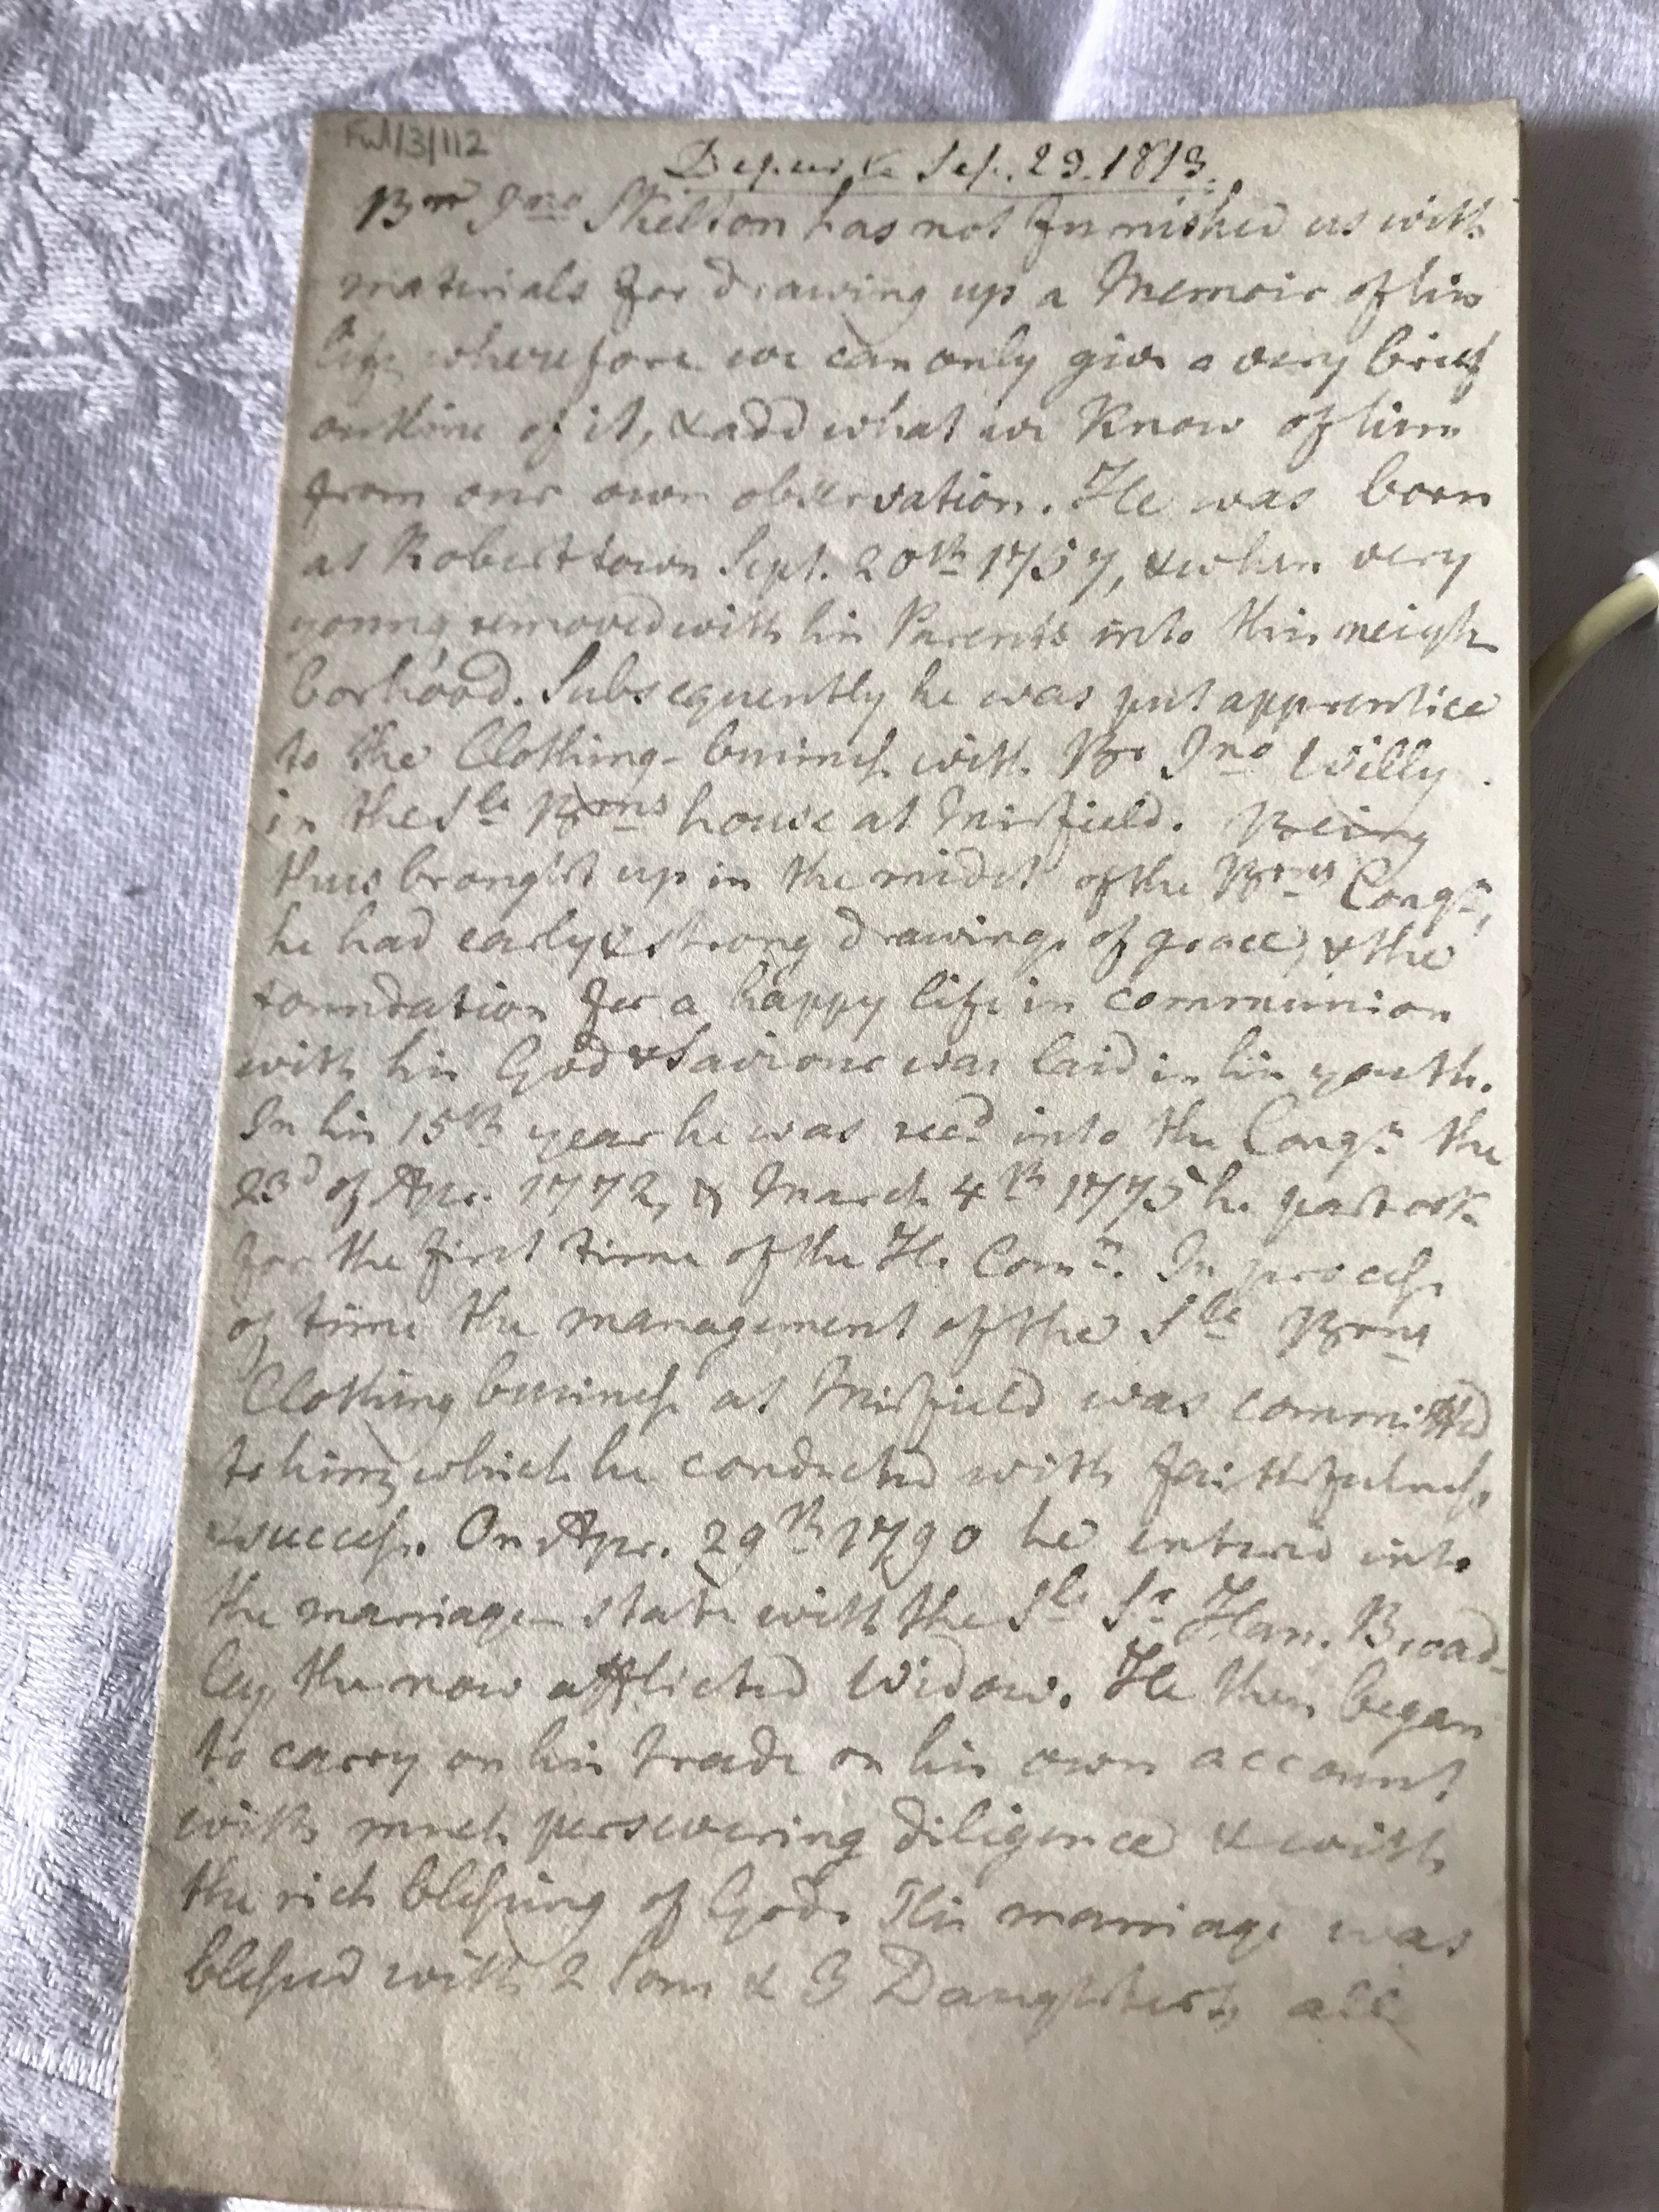 Ful/3/112
Sep. 29. 1813.
Br Jno Skelton has not furnished us with
materials for drawing up a Memoir of his
life wherefore we can only give a very brief
outline of it, & add what we know of him
from our own observation. He was born
at Roberttown Sept. 20th 1757, & when very
young removed with his Parents into this neigh
borhood. Subsequently he was put apprentice
to the Clothing-business with Br Jno Willy
in the Sle Brns house at Mirfield. Being
thus brought up in the midst of the Brns Congn,
he had early & strong drawings of grace, & the
foundation for a happy life in communion
with his God & Saviour was laid in his youth.
In his 15th year he was recd into the Congn the
23d of Apr. 1772, & March 4th 1775 he partook
for the first time of the H. Comn. In process
of time the management of the Sle Brns
Clothing business at Mirfield was committed
to him, which he conducted with faithfulness
& success. On Apr. 29th 1790 he entered into
the marriage state with the Sle Sr Han. Broad-
ley the now afflicted Widow. He then began
to carry on his trade on his own account
with much persevering diligence & with
the rich blessing of God. His marriage was
blessed with 2 Sons & 3 Daughters, all